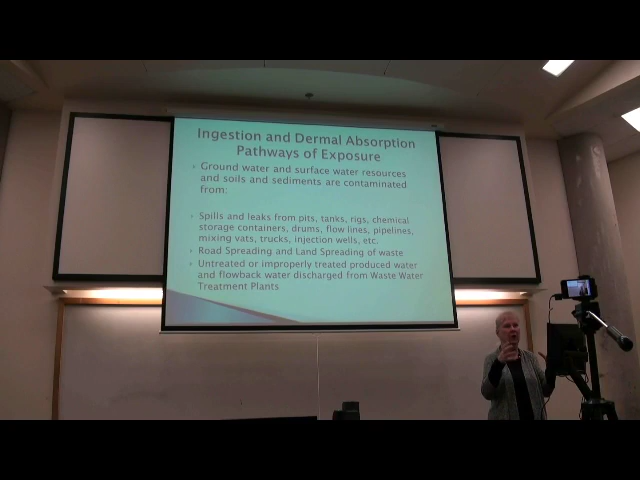 Ingestion and Dermal Absorption
Pathways of Exposure
Ground water and surface water resources
and soils and sediments are contaminated
from:
Spills and leaks from pits, tanks, rigs, chemical
storage containers, drums, flow lines, pipelines,
mixing vats, trucks, injection wells, etc.
Road Spreading and Land Spreading of waste
Untreated or improperly treated produced water
and flowback water discharged from Waste Water
Treatment Plants